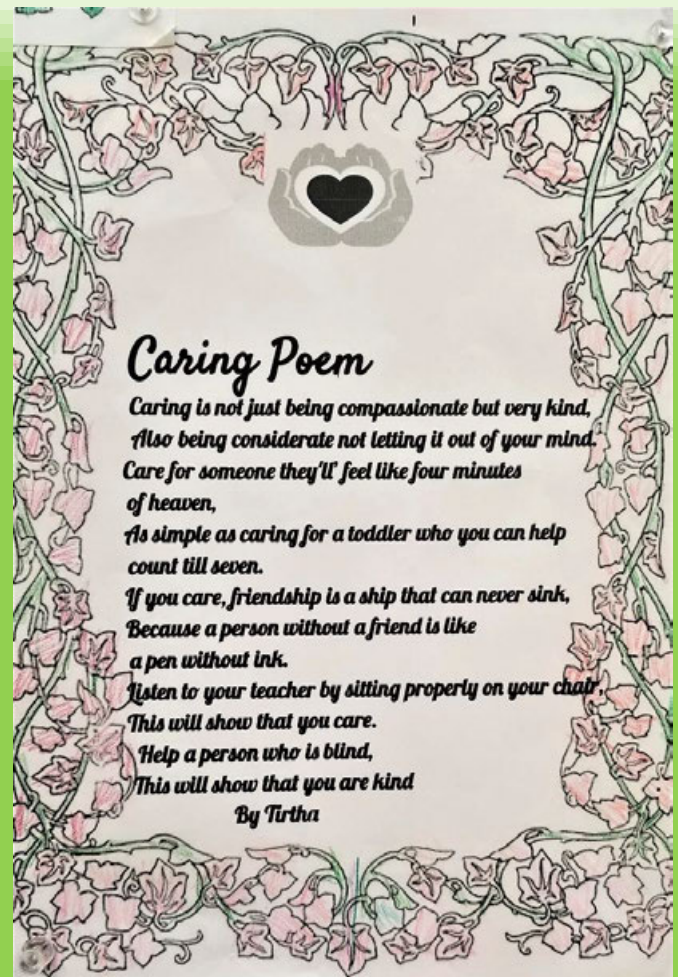 Caring Poem
Caring is not just being compassionate but very kind,
Also being considerate not letting it out of your mind.
Care for someone they'll' feel like four minutes
of heaven,
As simple as caring for a toddler who you can help
count till seven.
If you care, friendship is a ship that can never sink,
Because a person without a friend is like
a pen without ink.
Listen to your teacher by sitting properly on your chair,
This will show that you care.
Help a person who is blind,
This will show that you are kind
By Tirtha